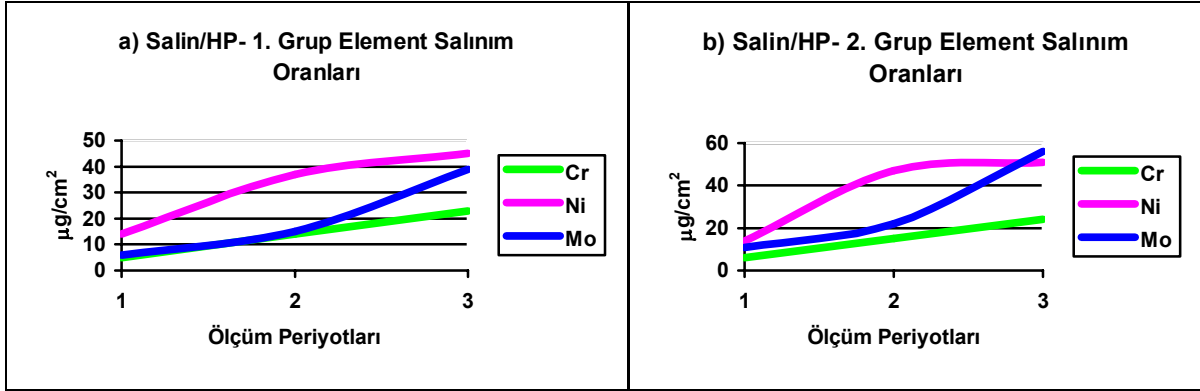 a) Salin/HP- 1. Grup Element Salınım
Oranları
µg/cm²
50
40
30
20
10
0
1 2 3
Ölçüm Periyotları
Cr
Ni
Mo
b) Salin/HP- 2. Grup Element Salınım
Oranları
µg/cm²
60
40
20
0
1 2 3
Ölçüm Periyotları
Cr
Ni
Mo